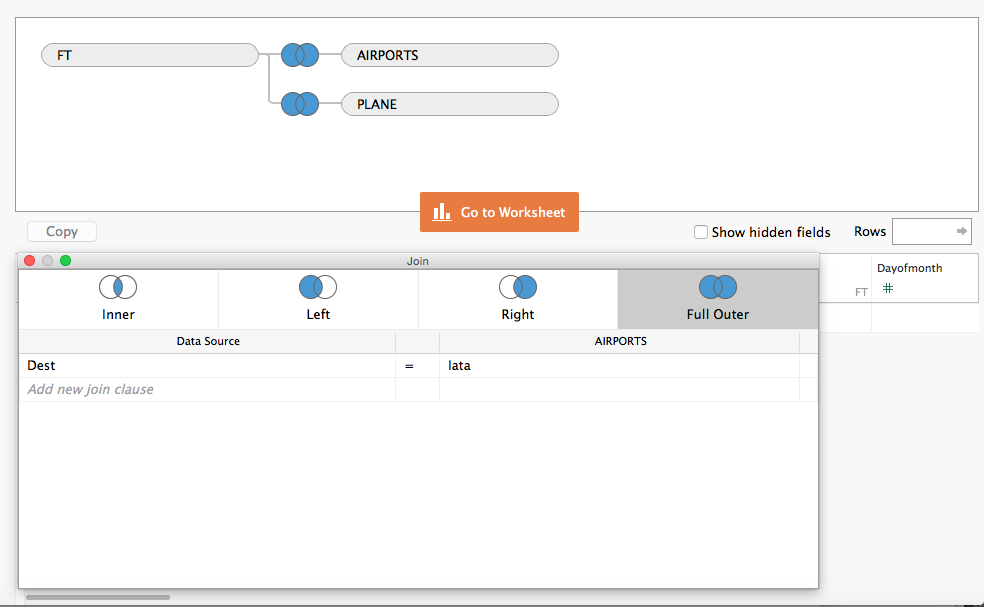 FT
AIRPORTS
PLANE
Go to Worksheet
Copy
Show hidden fields
Rows
Join
Dayofmonth
FT
#
Inner
Left
Right
Full Outer
Data Source
AIRPORTS
Dest
=
Iata
Add new join clause